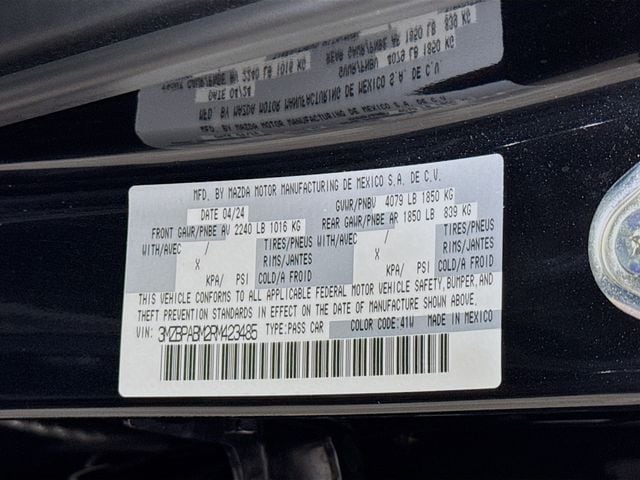 MFD. BY MAZDA MOTOR MANUFACTURING DE MEXICO S.A. DE C.V.
DATE 04/24 GVWR/PNBV 4079 LB 1850 KG
FRONT GAWR/PNBE AV 2240 LB 1016 KG REAR GAWR/PNBE AR 1850 LB 839 KG
WITH/AVEC / TIRES/PNEUS WITH/AVEC / TIRES/PNEUS
X RIMS/JANTES X RIMS/JANTES
KPA/ PSI COLD/A FROID KPA/ PSI COLD/A FROID
THIS VEHICLE CONFORMS TO ALL APPLICABLE FEDERAL MOTOR VEHICLE SAFETY, BUMPER, AND
THEFT PREVENTION STANDARDS IN EFFECT ON THE DATE OF MANUFACTURE SHOWN ABOVE.
VIN: 3MZBPABM2RM423485 TYPE:PASS CAR COLOR CODE:41W MADE IN MEXICO